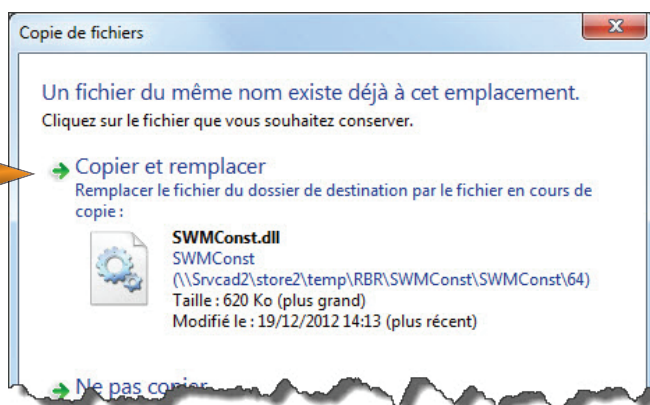 Copie de fichiers
Un fichier du même nom existe déjà à cet emplacement.
Cliquez sur le fichier que vous souhaitez conserver.
Copier et remplacer
Remplacer le fichier du dossier de destination par le fichier en cours de
copie :
SWMConst.dll
SWMConst
(\\Srvcad2\store2\temp\RBR\SWMConst\SWMConst\64)
Taille : 620 Ko (plus grand)
Modifié le : 19/12/2012 14:13 (plus récent)
Ne pas copier